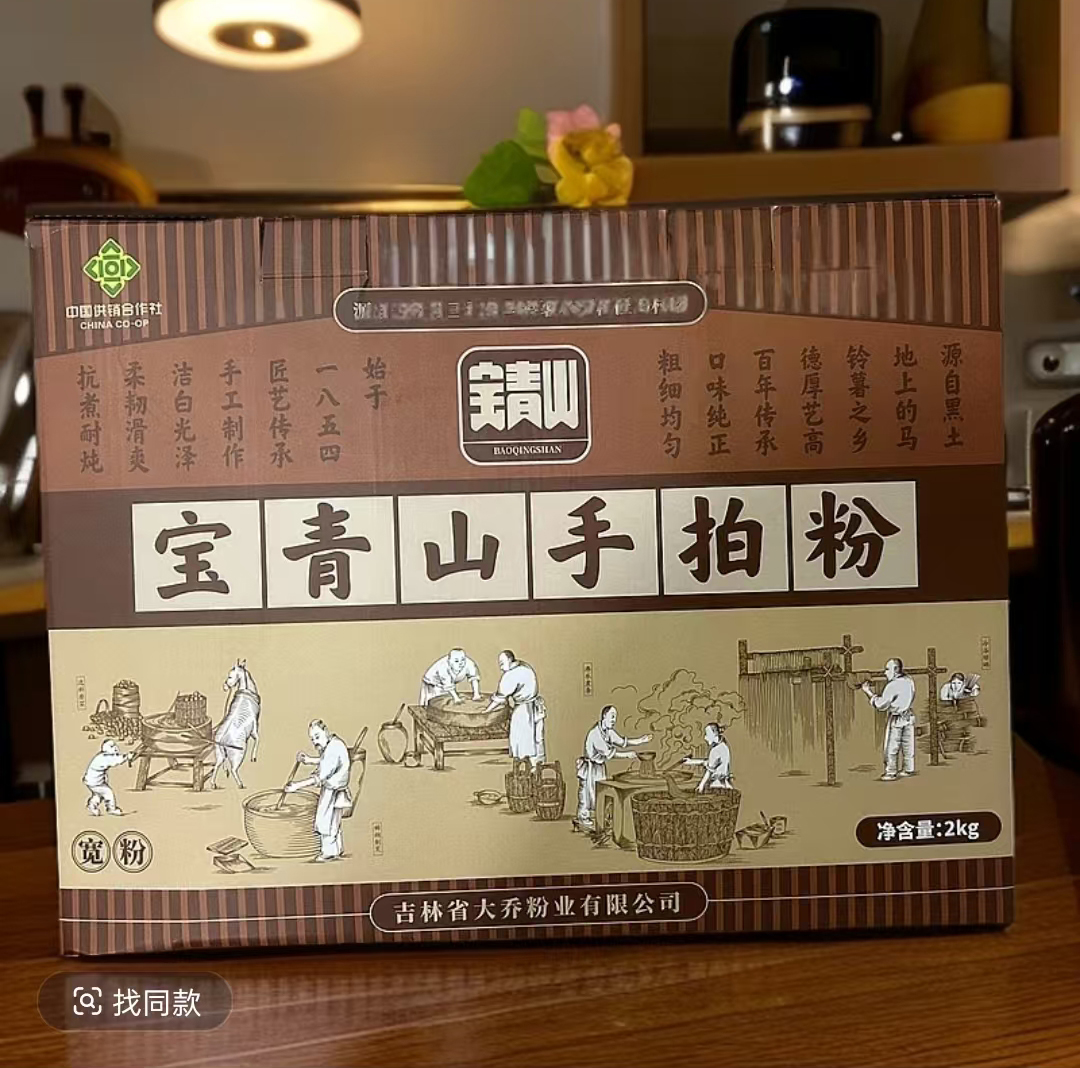 中国供销合作社
CHINA CO-OP
源自黑土
地上的马
铃薯之乡
德厚艺高
百年传承
口味纯正
粗细均匀
宝青山
BAOQINGSHAN
始于
一八五四
匠艺传承
手工制作
洁白光泽
柔韧滑爽
抗煮耐炖
宝青山手拍粉
净含量:2kg
宽粉
吉林省大乔粉业有限公司
找同款